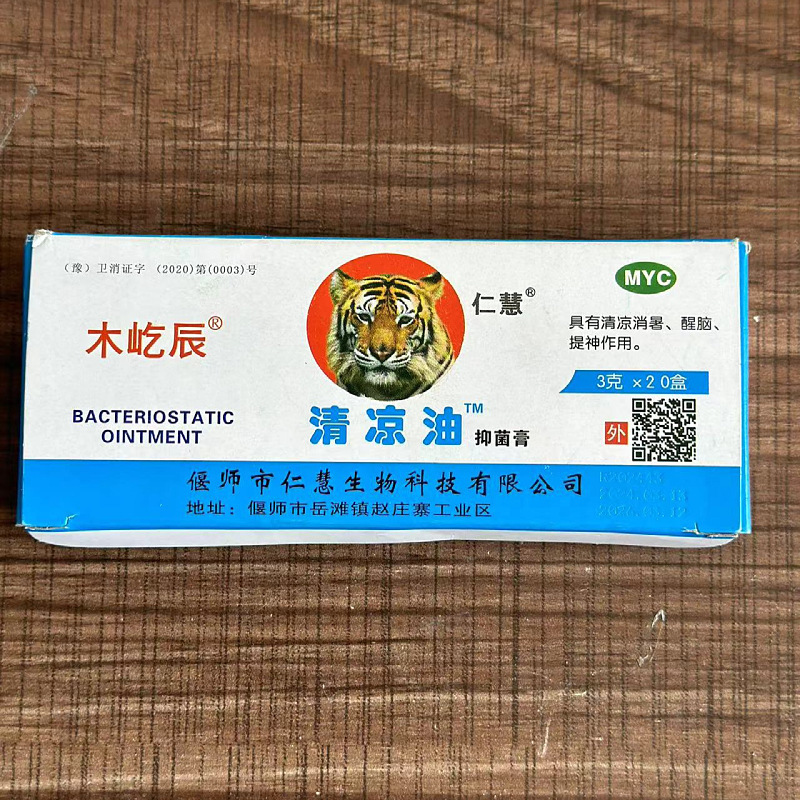 （豫）卫消证字 (2020)第(0003)号
MYC
仁慧®
木屹辰®
具有清凉消暑、醒脑、
提神作用。
3克 ×20盒
BACTERIOSTATIC
OINTMENT
清凉油™
抑菌膏
外
偃师市仁慧生物科技有限公司
地址：偃师市岳滩镇赵庄寨工业区